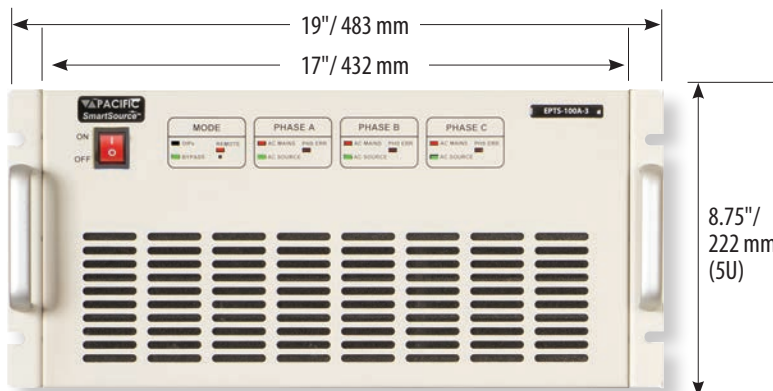 19"/ 483 mm
17"/ 432 mm
PACIFIC
SmartSource™
EPTS-100A-3
ON
OFF
I
O
MODE
DIPs
REMOTE
BYPASS
PHASE A
AC MAINS PHS ERR
AC SOURCE
PHASE B
AC MAINS PHS ERR
AC SOURCE
PHASE C
AC MAINS PHS ERR
AC SOURCE
8.75"/
222 mm
(5U)